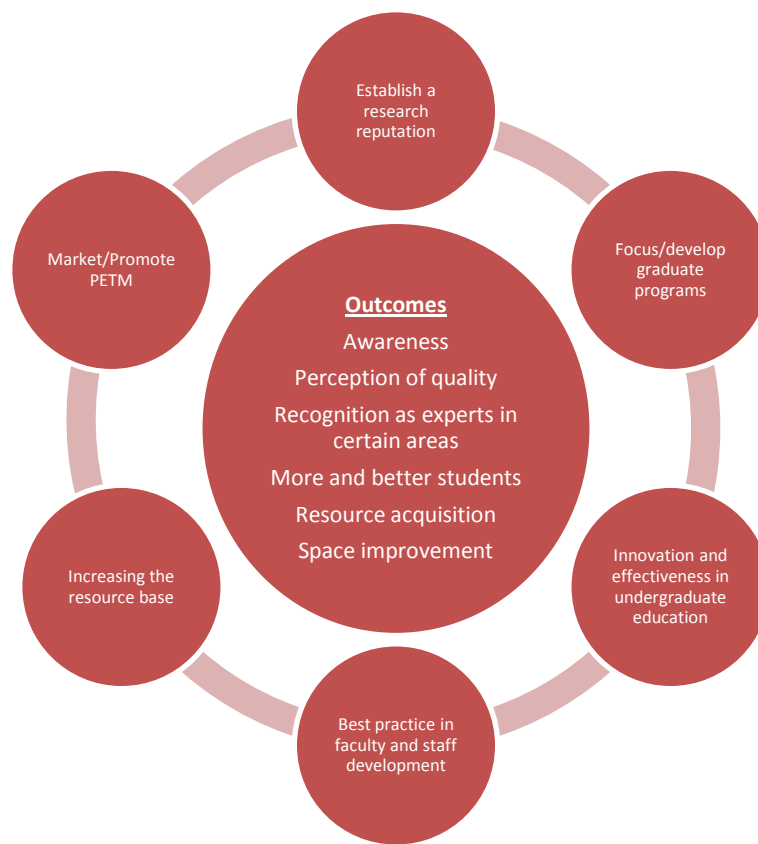 Establish a
research
reputation
Market/Promote
PETM
Focus/develop
graduate
programs
Outcomes
Awareness
Perception of quality
Recognition as experts in
certain areas
More and better students
Resource acquisition
Space improvement
Increasing the
resource base
Innovation and
effectiveness in
undergraduate
education
Best practice in
faculty and staff
development